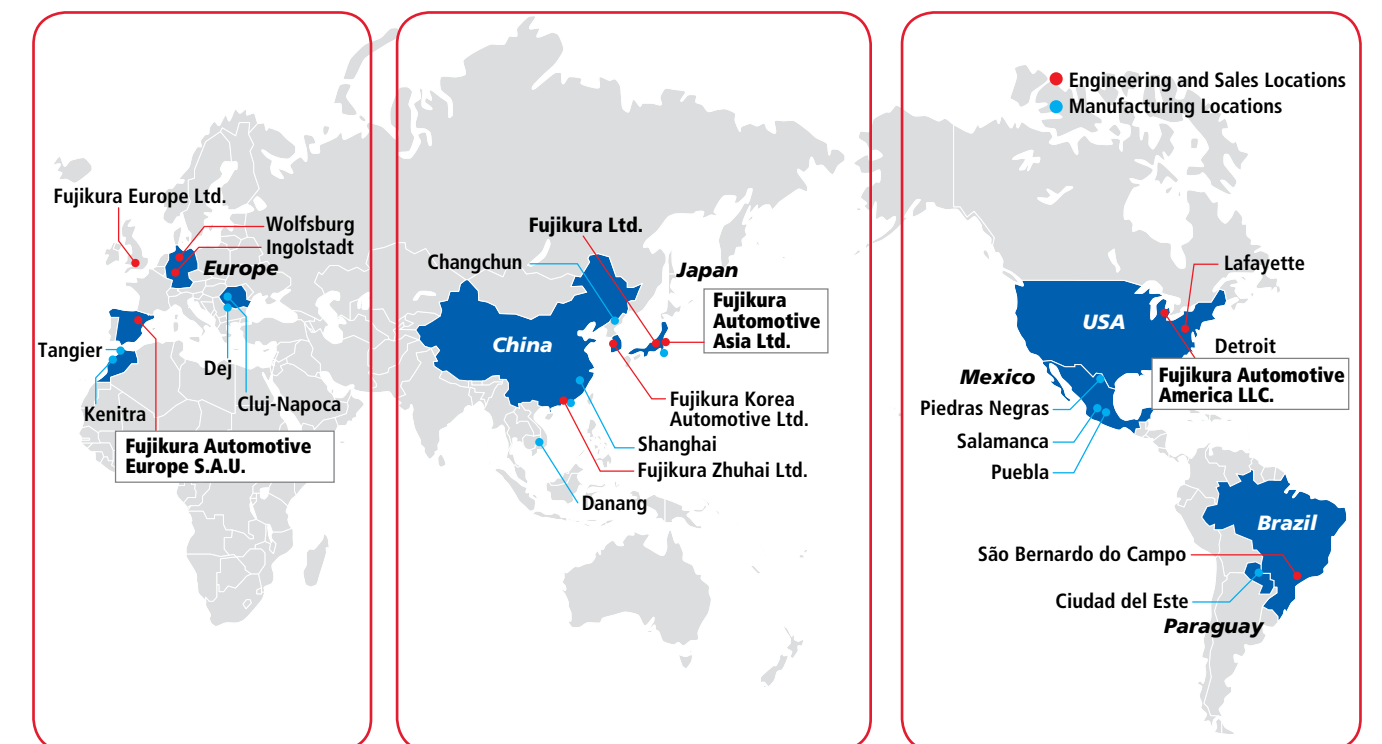 Engineering and Sales Locations
Manufacturing Locations
Fujikura Europe Ltd.
Wolfsburg
Ingolstadt
Europe
Tangier
Kenitra
Dej
Cluj-Napoca
Fujikura Automotive
Europe S.A.U.
Fujikura Ltd.
Changchun
Japan
Fujikura
Automotive
Asia Ltd.
China
Fujikura Korea
Automotive Ltd.
Shanghai
Fujikura Zhuhai Ltd.
Danang
Lafayette
USA
Detroit
Fujikura Automotive
America LLC.
Mexico
Piedras Negras
Salamanca
Puebla
Brazil
São Bernardo do Campo
Ciudad del Este
Paraguay